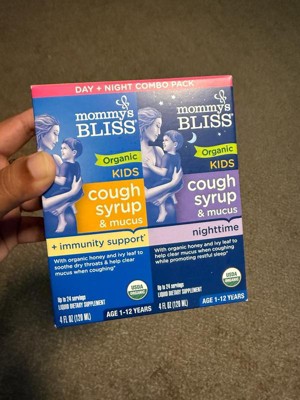 DAY + NIGHT COMBO PACK
mommy's
BLISS
Organic
KIDS
cough
syrup
& mucus
+ immunity support*
With organic honey and ivy leaf to
soothe dry throats & help clear
mucus when coughing*
Up to 24 servings
LIQUID DIETARY SUPPLEMENT
4 FL OZ (120 ML)
USDA
ORGANIC
AGE 1-12 YEARS
mommy's
BLISS
Organic
KIDS
cough
syrup
& mucus
nighttime
With organic honey and ivy leaf to
help clear mucus when coughing
while promoting restful sleep*
Up to 24 servings
LIQUID DIETARY SUPPLEMENT
4 FL OZ (120 ML)
USDA
ORGANIC
AGE 1-12 YEARS